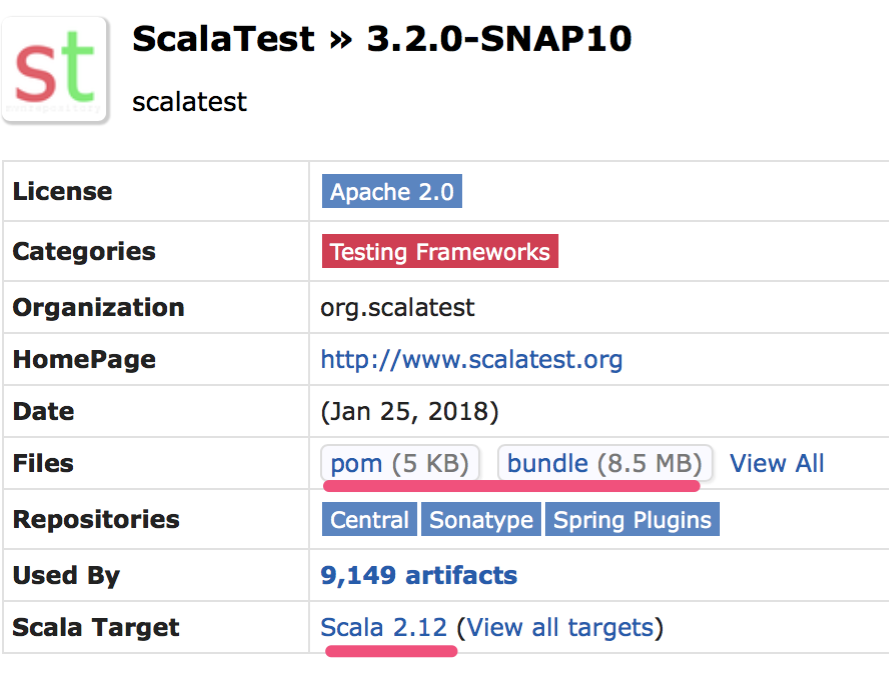 st
ScalaTest » 3.2.0-SNAP10
scalatest
License Apache 2.0
Categories Testing Frameworks
Organization org.scalatest
HomePage http://www.scalatest.org
Date (Jan 25, 2018)
Files pom (5 KB) bundle (8.5 MB) View All
Repositories Central Sonatype Spring Plugins
Used By 9,149 artifacts
Scala Target Scala 2.12 (View all targets)